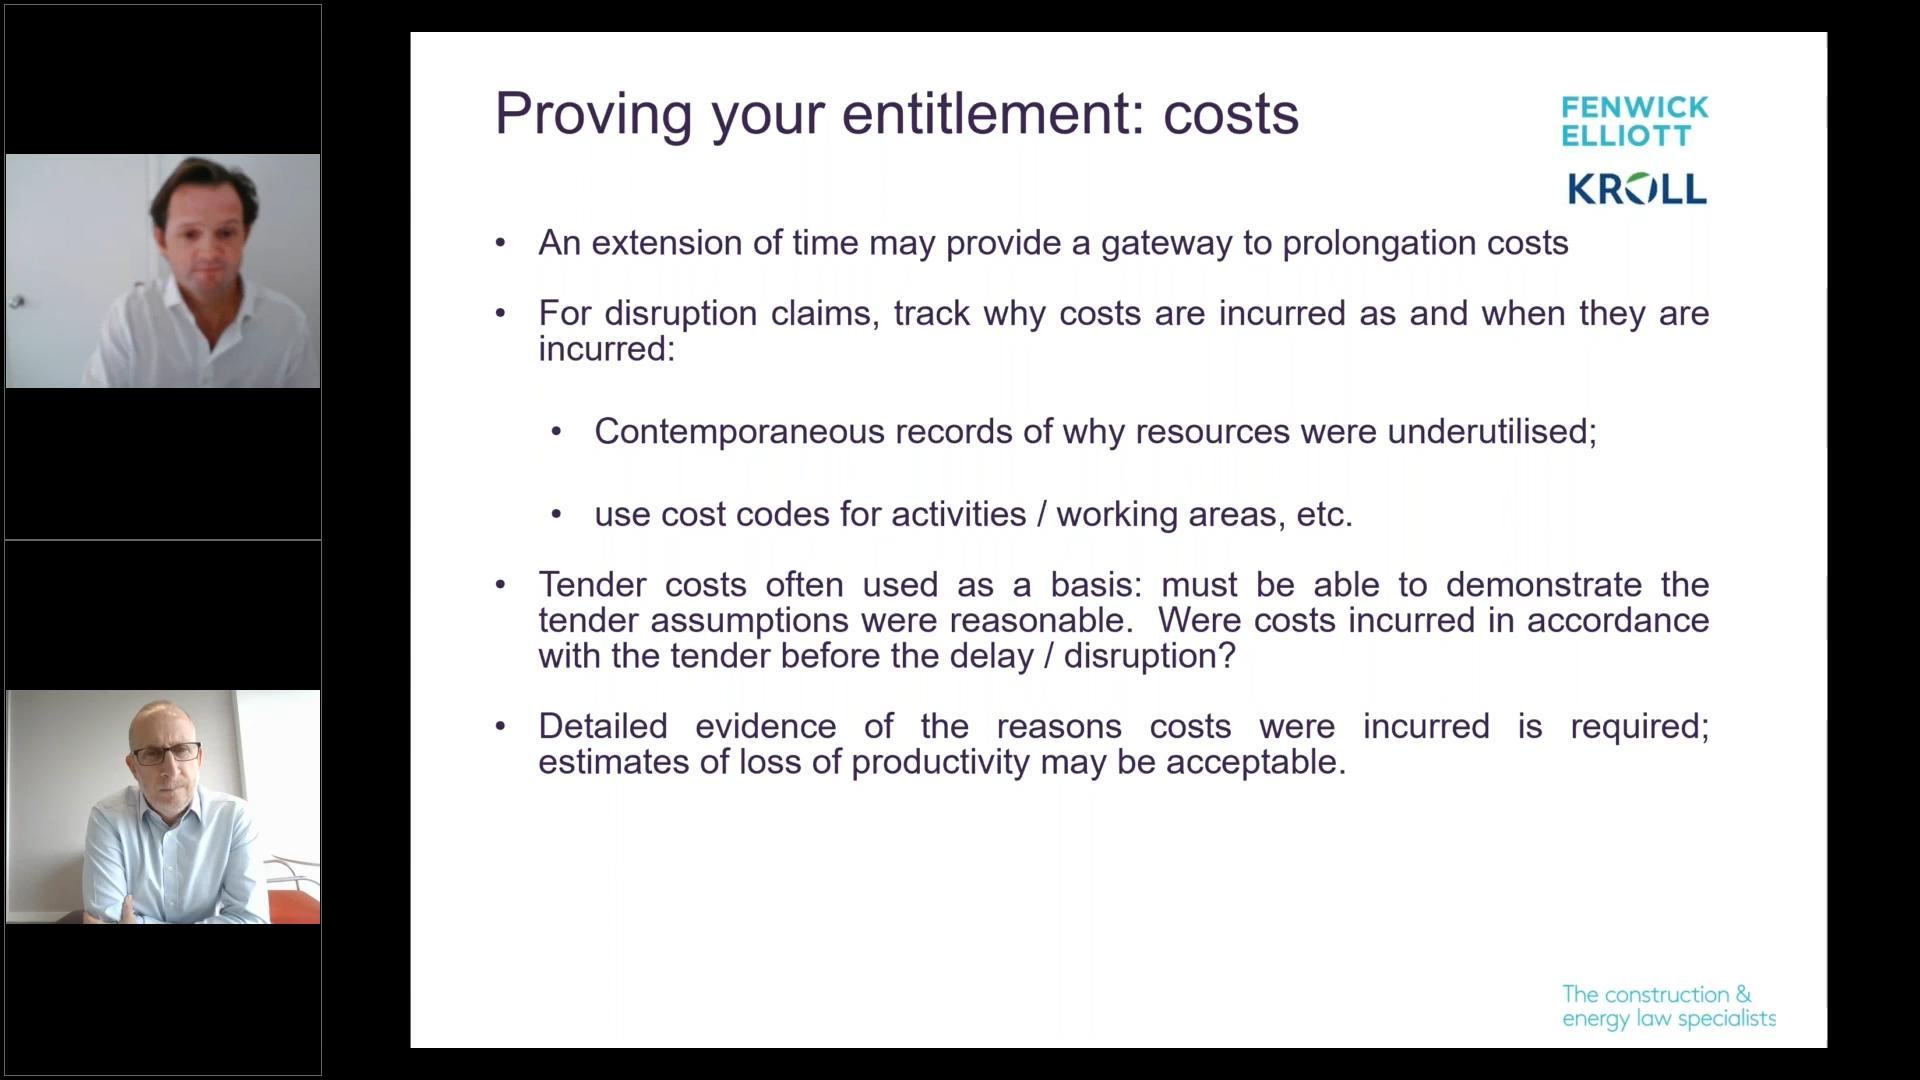 Proving your entitlement: costs
FENWICK
ELLIOTT
KROLL
• An extension of time may provide a gateway to prolongation costs
• For disruption claims, track why costs are incurred as and when they are
incurred:
• Contemporaneous records of why resources were underutilised;
• use cost codes for activities / working areas, etc.
• Tender costs often used as a basis: must be able to demonstrate the
tender assumptions were reasonable. Were costs incurred in accordance
with the tender before the delay / disruption?
• Detailed evidence of the reasons costs were incurred is required;
estimates of loss of productivity may be acceptable.
The construction &
energy law specialists